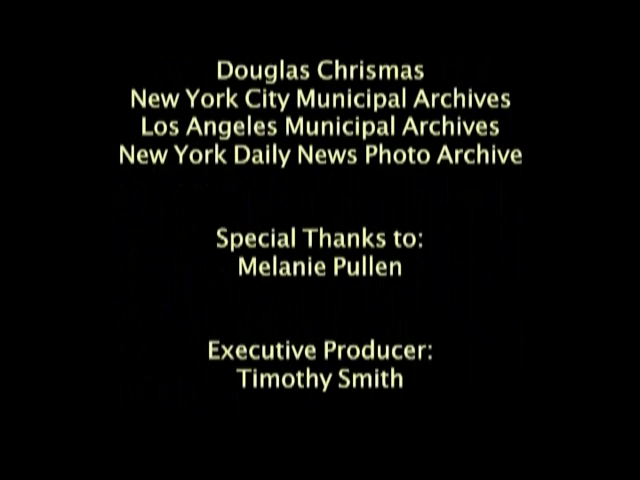 Douglas Chrismas
New York City Municipal Archives
Los Angeles Municipal Archives
New York Daily News Photo Archive
Special Thanks to:
Melanie Pullen
Executive Producer:
Timothy Smith